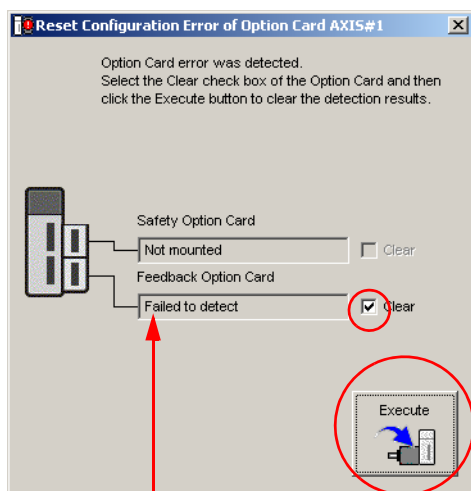 Reset Configuration Error of Option Card AXIS#1
Option Card error was detected.
Select the Clear check box of the Option Card and then
click the Execute button to clear the detection results.
Safety Option Card
Not mounted
Clear
Feedback Option Card
Failed to detect
Clear
Execute